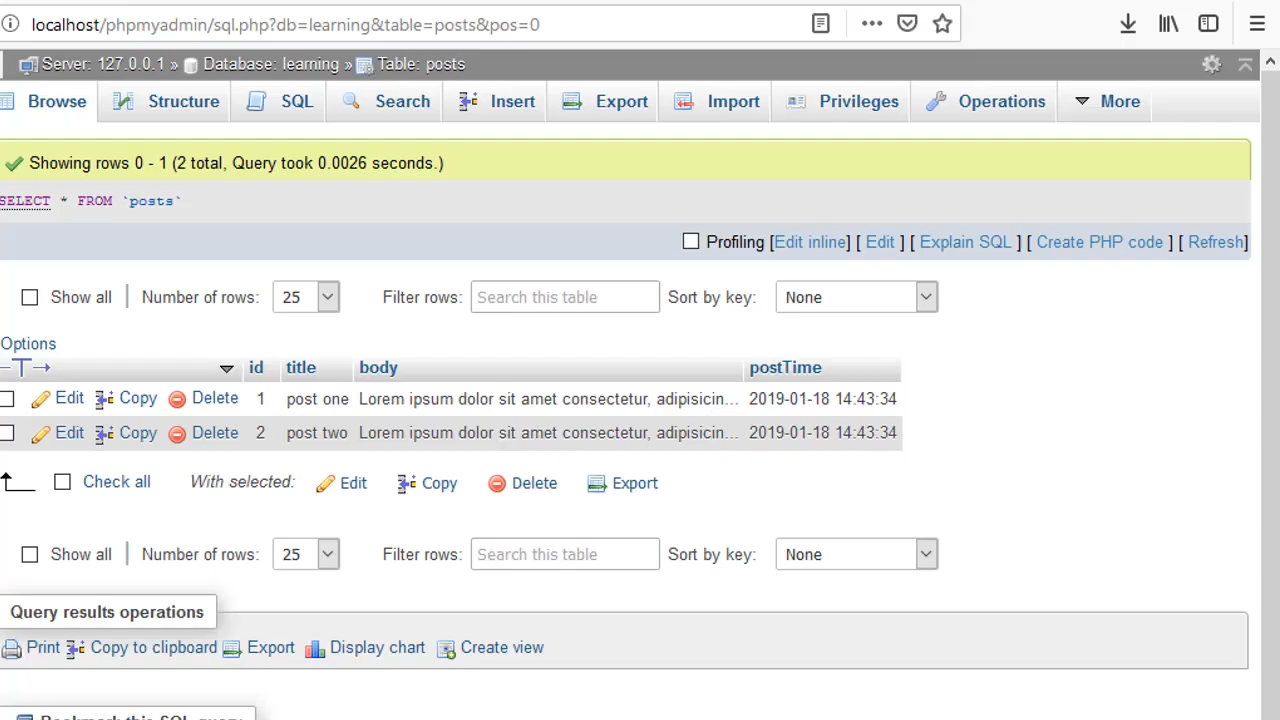 localhost/phpmyadmin/sql.php?db=learning&table=posts&pos=0
Server: 127.0.0.1 » Database: learning » Table: posts
Browse Structure SQL Search Insert Export Import Privileges Operations More
Showing rows 0 - 1 (2 total, Query took 0.0026 seconds.)
SELECT * FROM `posts`
Profiling [Edit inline] [ Edit ] [ Explain SQL ] [ Create PHP code ] [ Refresh]
Show all | Number of rows: 25 Filter rows: Search this table Sort by key: None
Options
id title body postTime
Edit Copy Delete 1 post one Lorem ipsum dolor sit amet consectetur, adipisicin... 2019-01-18 14:43:34
Edit Copy Delete 2 post two Lorem ipsum dolor sit amet consectetur, adipisicin... 2019-01-18 14:43:34
Check all With selected: Edit Copy Delete Export
Show all | Number of rows: 25 Filter rows: Search this table Sort by key: None
Query results operations
Print Copy to clipboard Export Display chart Create view
Bookmark this SQL query